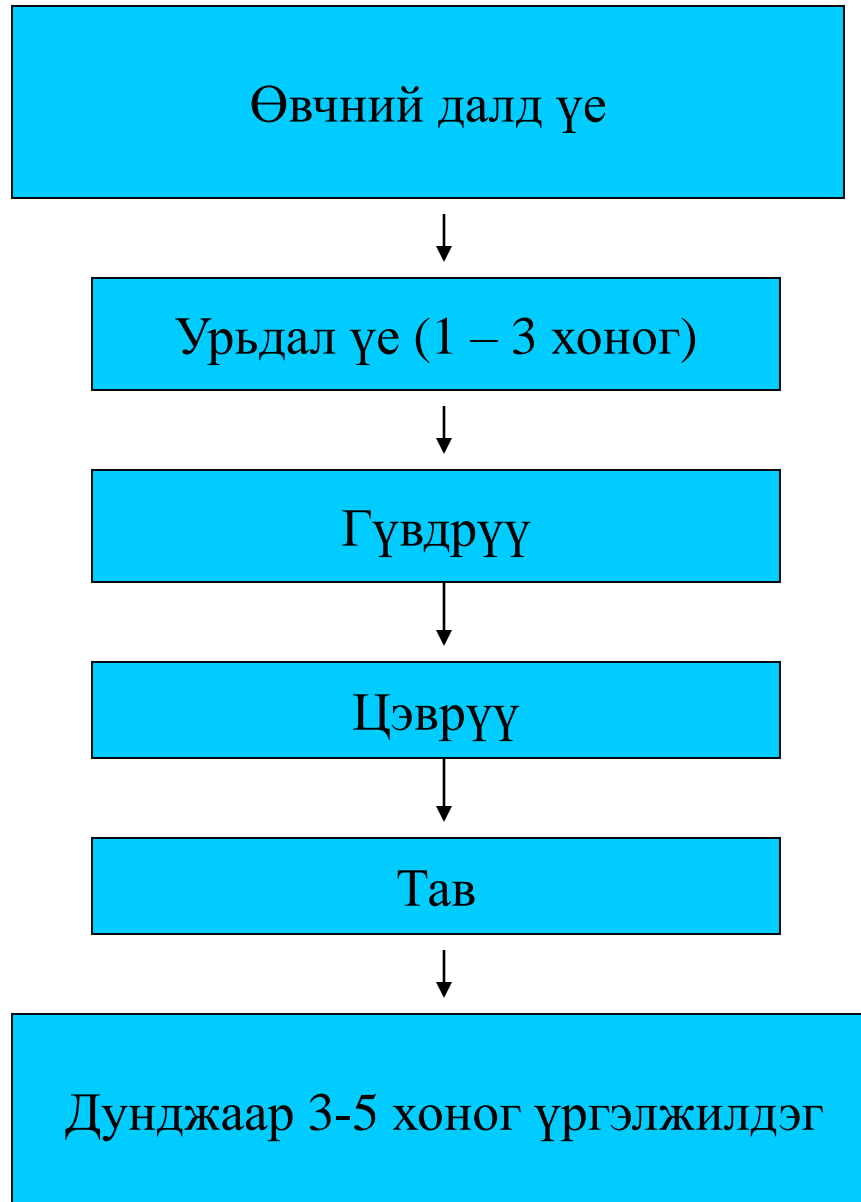 Өвчний далд үе
Урьдал үе (1 – 3 хоног)
Гүвдрүү
Цэврүү
Тав
Дунджаар 3-5 хоног үргэлжилдэг